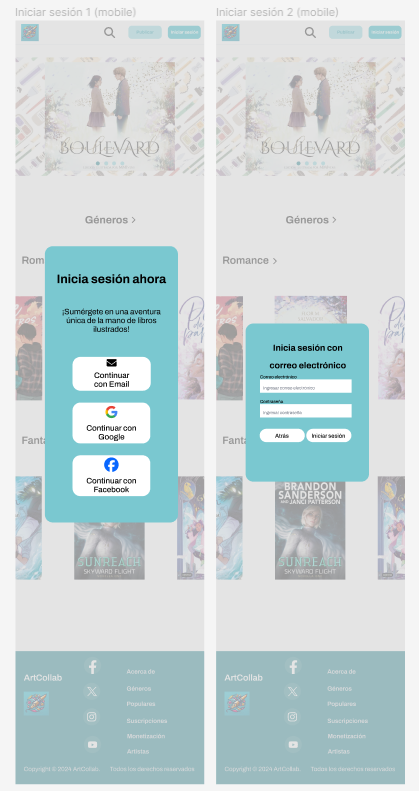 Iniciar sesión 1 (mobile)
Iniciar sesión
BOULEVARD
Géneros >
Rom
Inicia sesión ahora
¡Sumérgete en una aventura
única de la mano de libros
ilustrados!
Continuar
con Email
Continuar con
Google
Continuar con
Facebook
Fanta
SUNREACH
SKYWARD FLIGHT
ArtCollab
Acerca de
Géneros
Populares
Suscripciones
Monetización
Artistas
Copyright © 2024 ArtCollab.
Todos los derechos reservados
Iniciar sesión 2 (mobile)
Iniciar sesión
BOULEVARD
Géneros >
Romance >
Inicia sesión con
correo electrónico
Correo electrónico
Ingresar correo electrónico
Contraseña
Ingresar contraseña
Atrás
Iniciar sesión
Fanta
BRANDON
SANDERSON
AND JANCI PATTERSON
SUNREACH
SKYWARD FLIGHT
ArtCollab
Acerca de
Géneros
Populares
Suscripciones
Monetización
Artistas
Copyright © 2024 ArtCollab.
Todos los derechos reservados